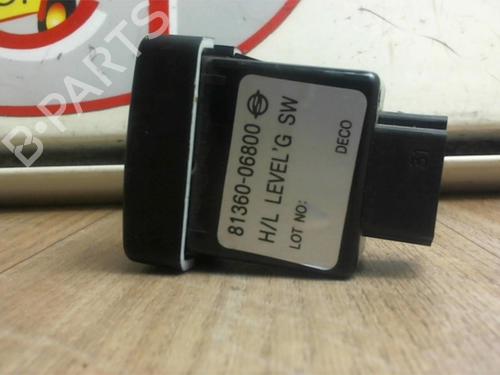 81360-06800
H/L LEVEL'G SW
LOT NO:
DECO
B-PARTS